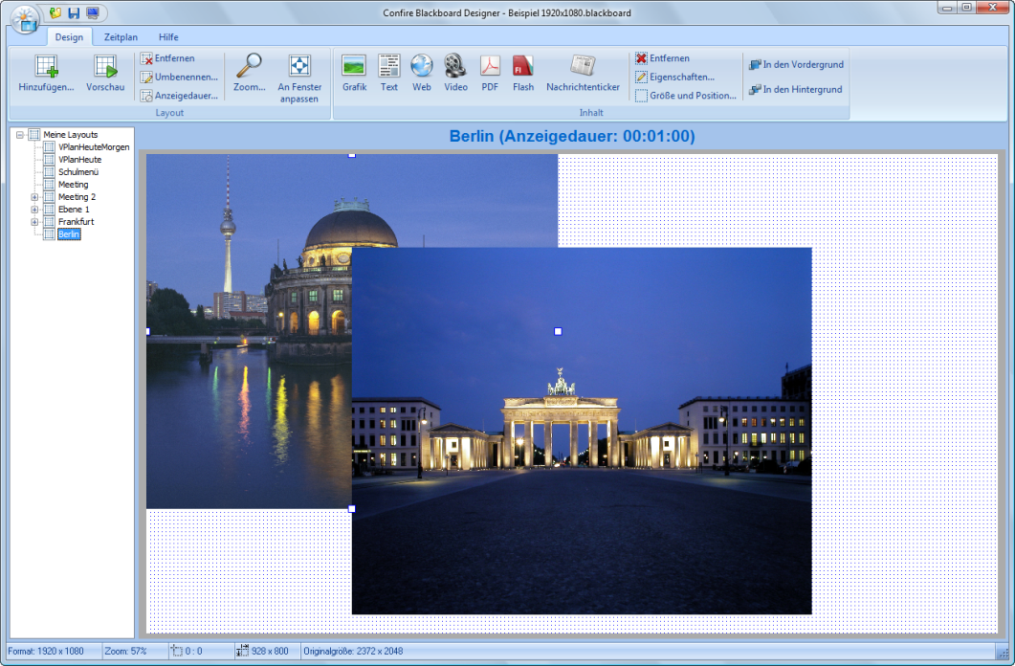 Confire Blackboard Designer - Beispiel 1920x1080.blackboard
Design Zeitplan Hilfe
Hinzufügen... Vorschau Entfernen Umbenennen... Anzeigedauer... Zoom... An Fenster anpassen
Layout
Grafik Text Web Video PDF Flash Nachrichtenticker Entfernen Eigenschaften... Größe und Position... In den Vordergrund In den Hintergrund
Inhalt
Meine Layouts
VPlanHeuteMorgen
VPlanHeute
Schulmenü
Meeting
Meeting 2
Ebene 1
Frankfurt
Berlin
Berlin (Anzeigedauer: 00:01:00)
Format: 1920 x 1080 Zoom: 57% 0 : 0 928 x 800 Originalgröße: 2372 x 2048